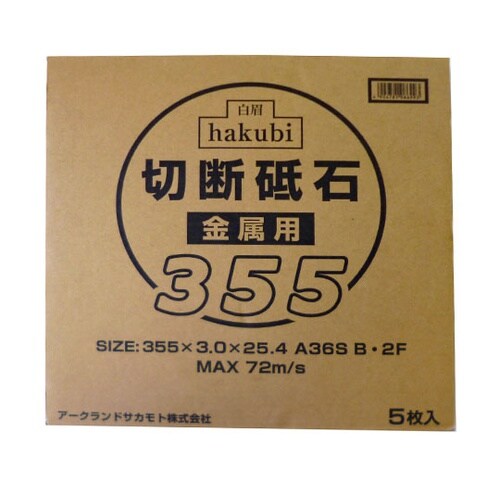 白眉
hakubi
切断砥石
金属用
355
SIZE:355×3.0×25.4 A36S B・2F
MAX 72m/s
アークランドサカモト株式会社
5枚入